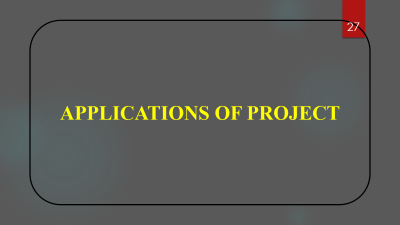 27
APPLICATIONS OF PROJECT